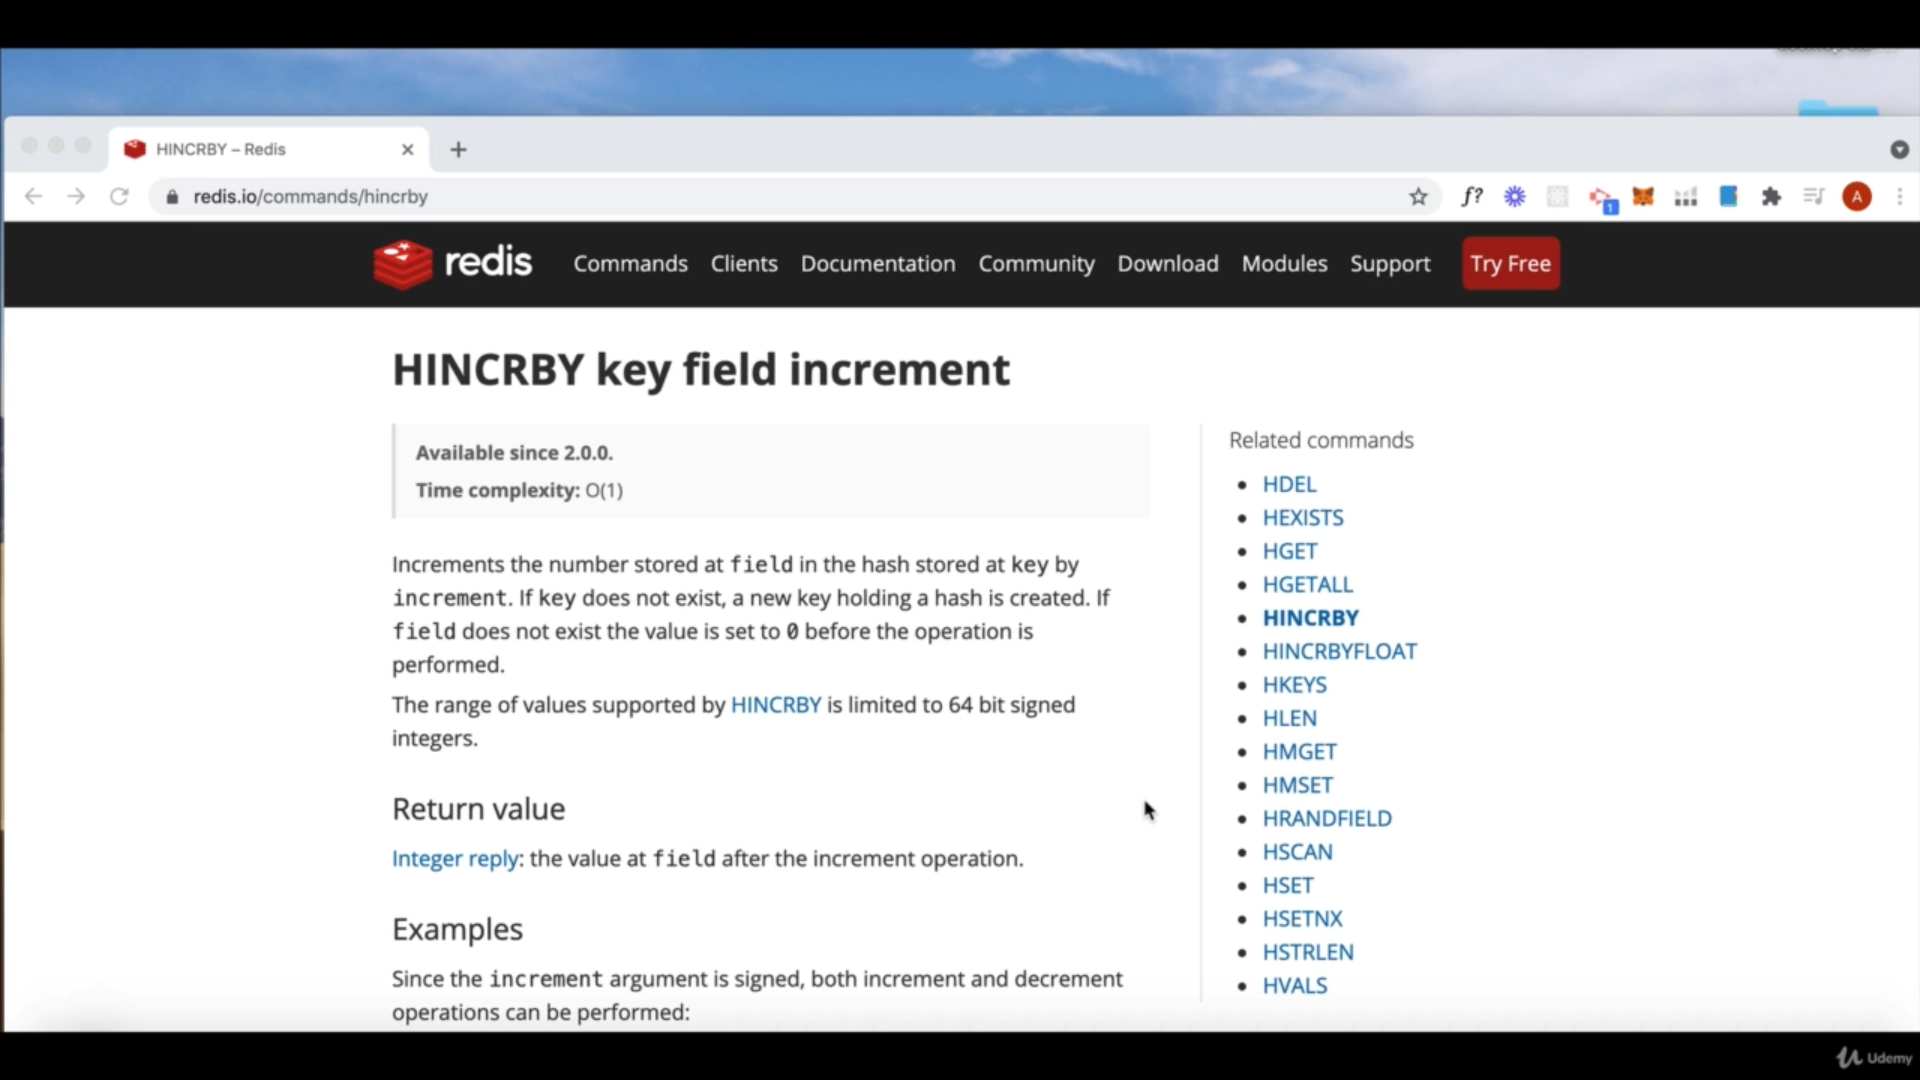 HINCRBY – Redis
redis.io/commands/hincrby
f?
1
A
redis
Commands
Clients
Documentation
Community
Download
Modules
Support
Try Free
HINCRBY key field increment
Available since 2.0.0.
Time complexity: O(1)
Increments the number stored at field in the hash stored at key by
increment. If key does not exist, a new key holding a hash is created. If
field does not exist the value is set to 0 before the operation is
performed.
The range of values supported by HINCRBY is limited to 64 bit signed
integers.
Return value
Integer reply: the value at field after the increment operation.
Examples
Since the increment argument is signed, both increment and decrement
operations can be performed:
Related commands
HDEL
HEXISTS
HGET
HGETALL
HINCRBY
HINCRBYFLOAT
HKEYS
HLEN
HMGET
HMSET
HRANDFIELD
HSCAN
HSET
HSETNX
HSTRLEN
HVALS
Udemy